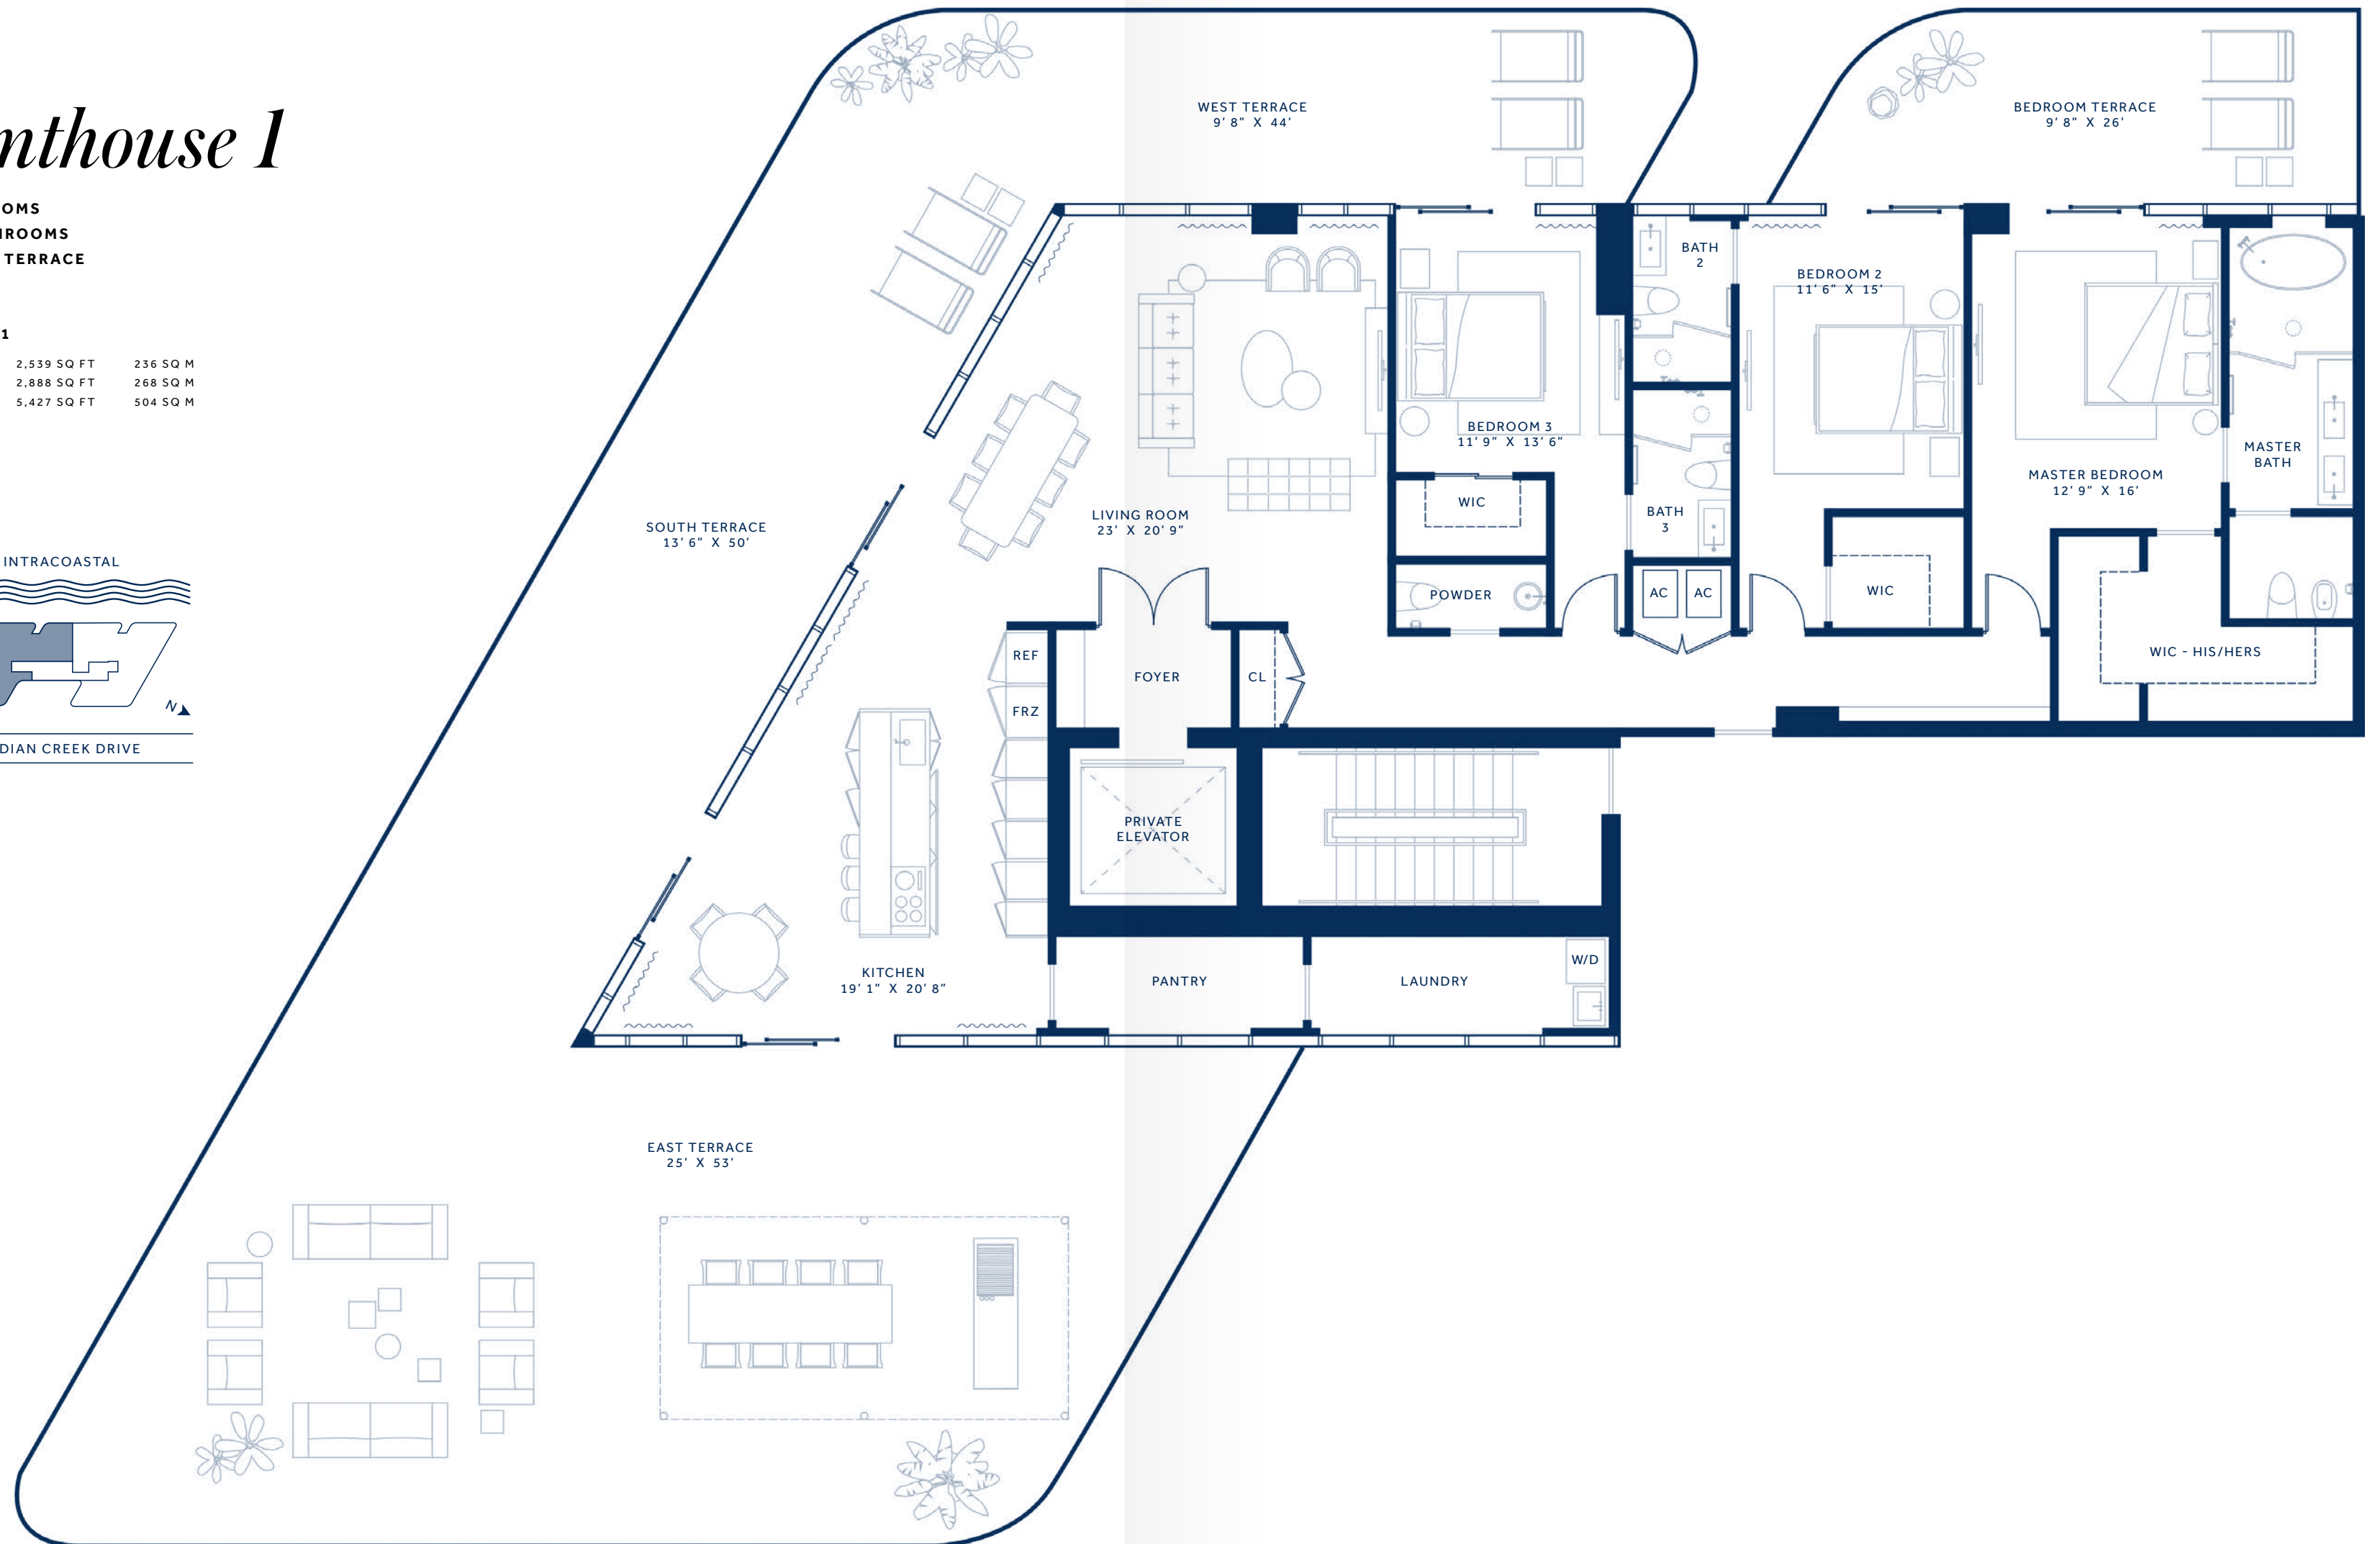 nthouse 1
OMS
HROOMS
TERRACE
1
2,539 SQ FT 236 SQ M
2,888 SQ FT 268 SQ M
5,427 SQ FT 504 SQ M
INTRACOASTAL
N
DIAN CREEK DRIVE
WEST TERRACE
9' 8" X 44'
BEDROOM TERRACE
9' 8" X 26'
SOUTH TERRACE
13' 6" X 50'
LIVING ROOM
23' X 20' 9"
BEDROOM 3
11' 9" X 13' 6"
WIC
POWDER
BATH
2
BATH
3
AC
AC
BEDROOM 2
11' 6" X 15'
WIC
MASTER BEDROOM
12' 9" X 16'
MASTER
BATH
WIC - HIS/HERS
REF
FRZ
FOYER
CL
PRIVATE
ELEVATOR
KITCHEN
19' 1" X 20' 8"
PANTRY
LAUNDRY
W/D
EAST TERRACE
25' X 53'